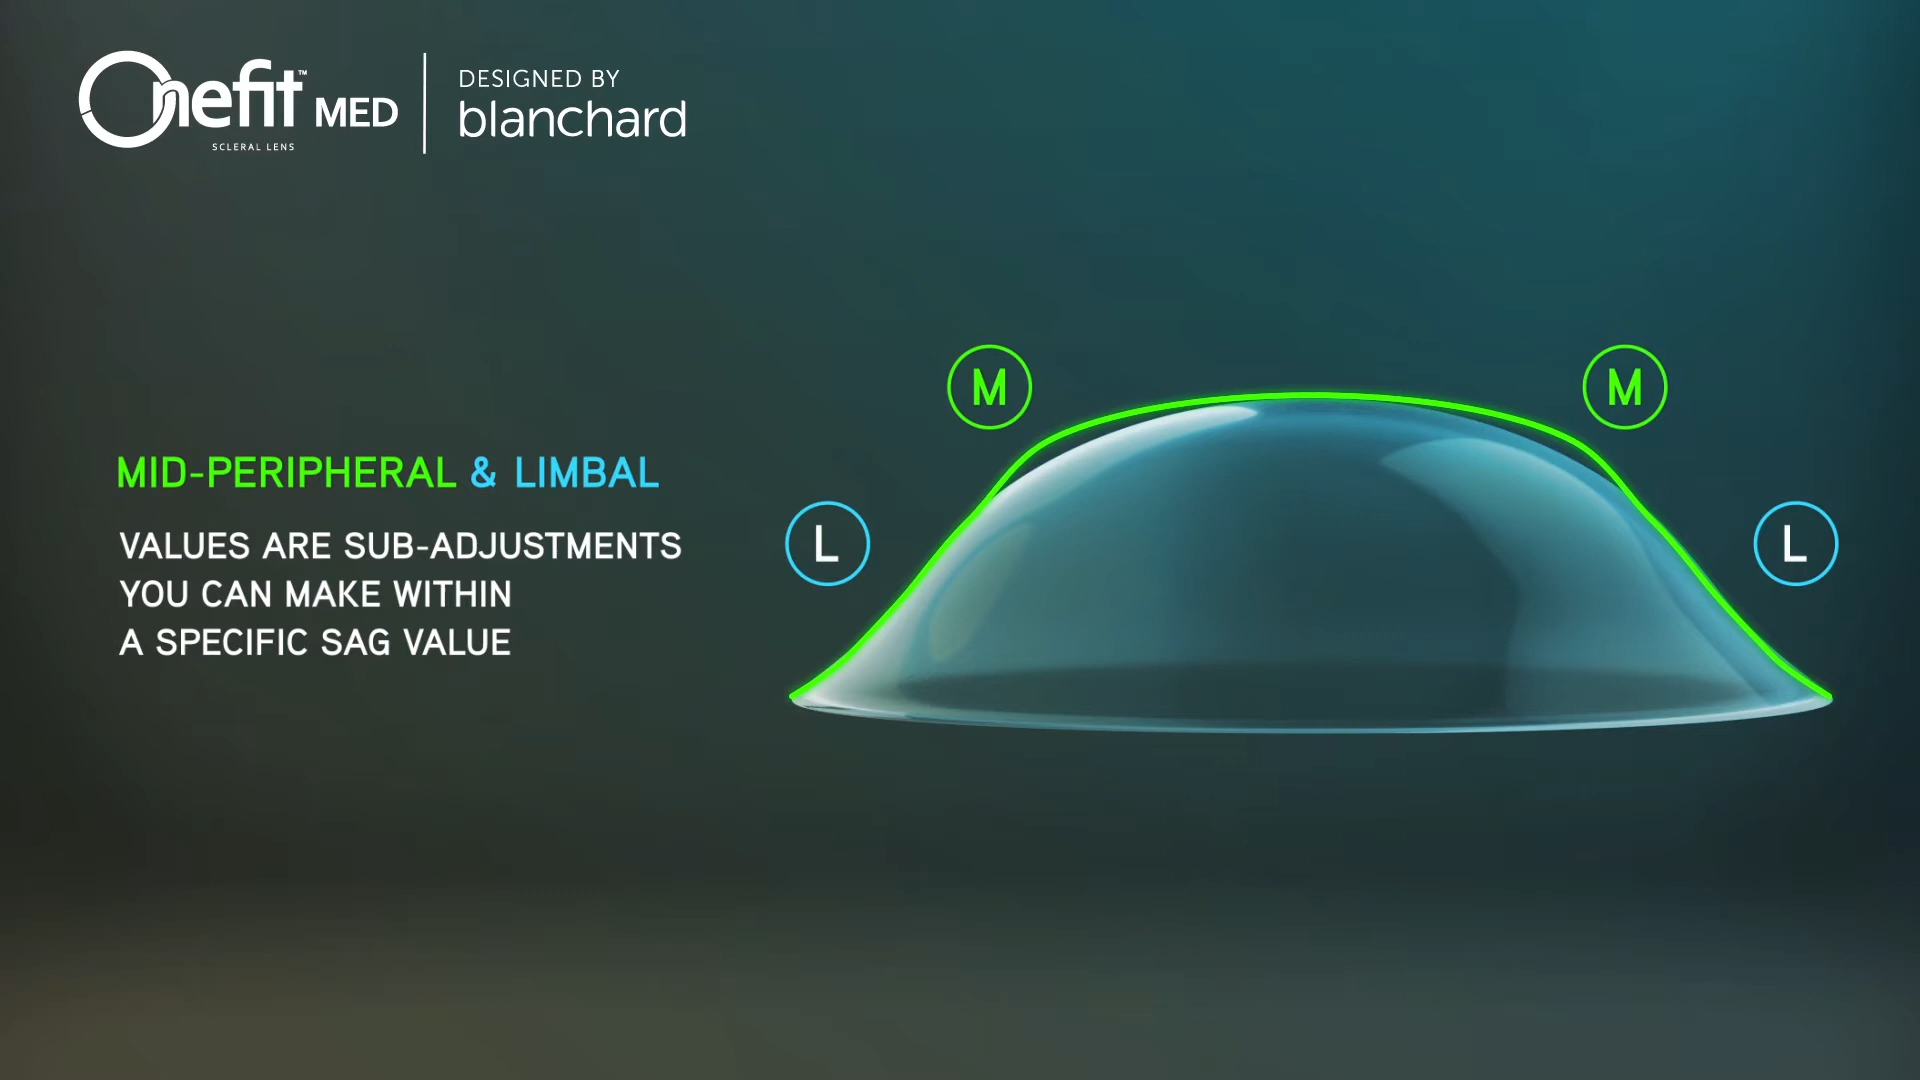 Onefit™ MED
SCLERAL LENS
DESIGNED BY
blanchard
MID-PERIPHERAL & LIMBAL
VALUES ARE SUB-ADJUSTMENTS
YOU CAN MAKE WITHIN
A SPECIFIC SAG VALUE
M
M
L
L